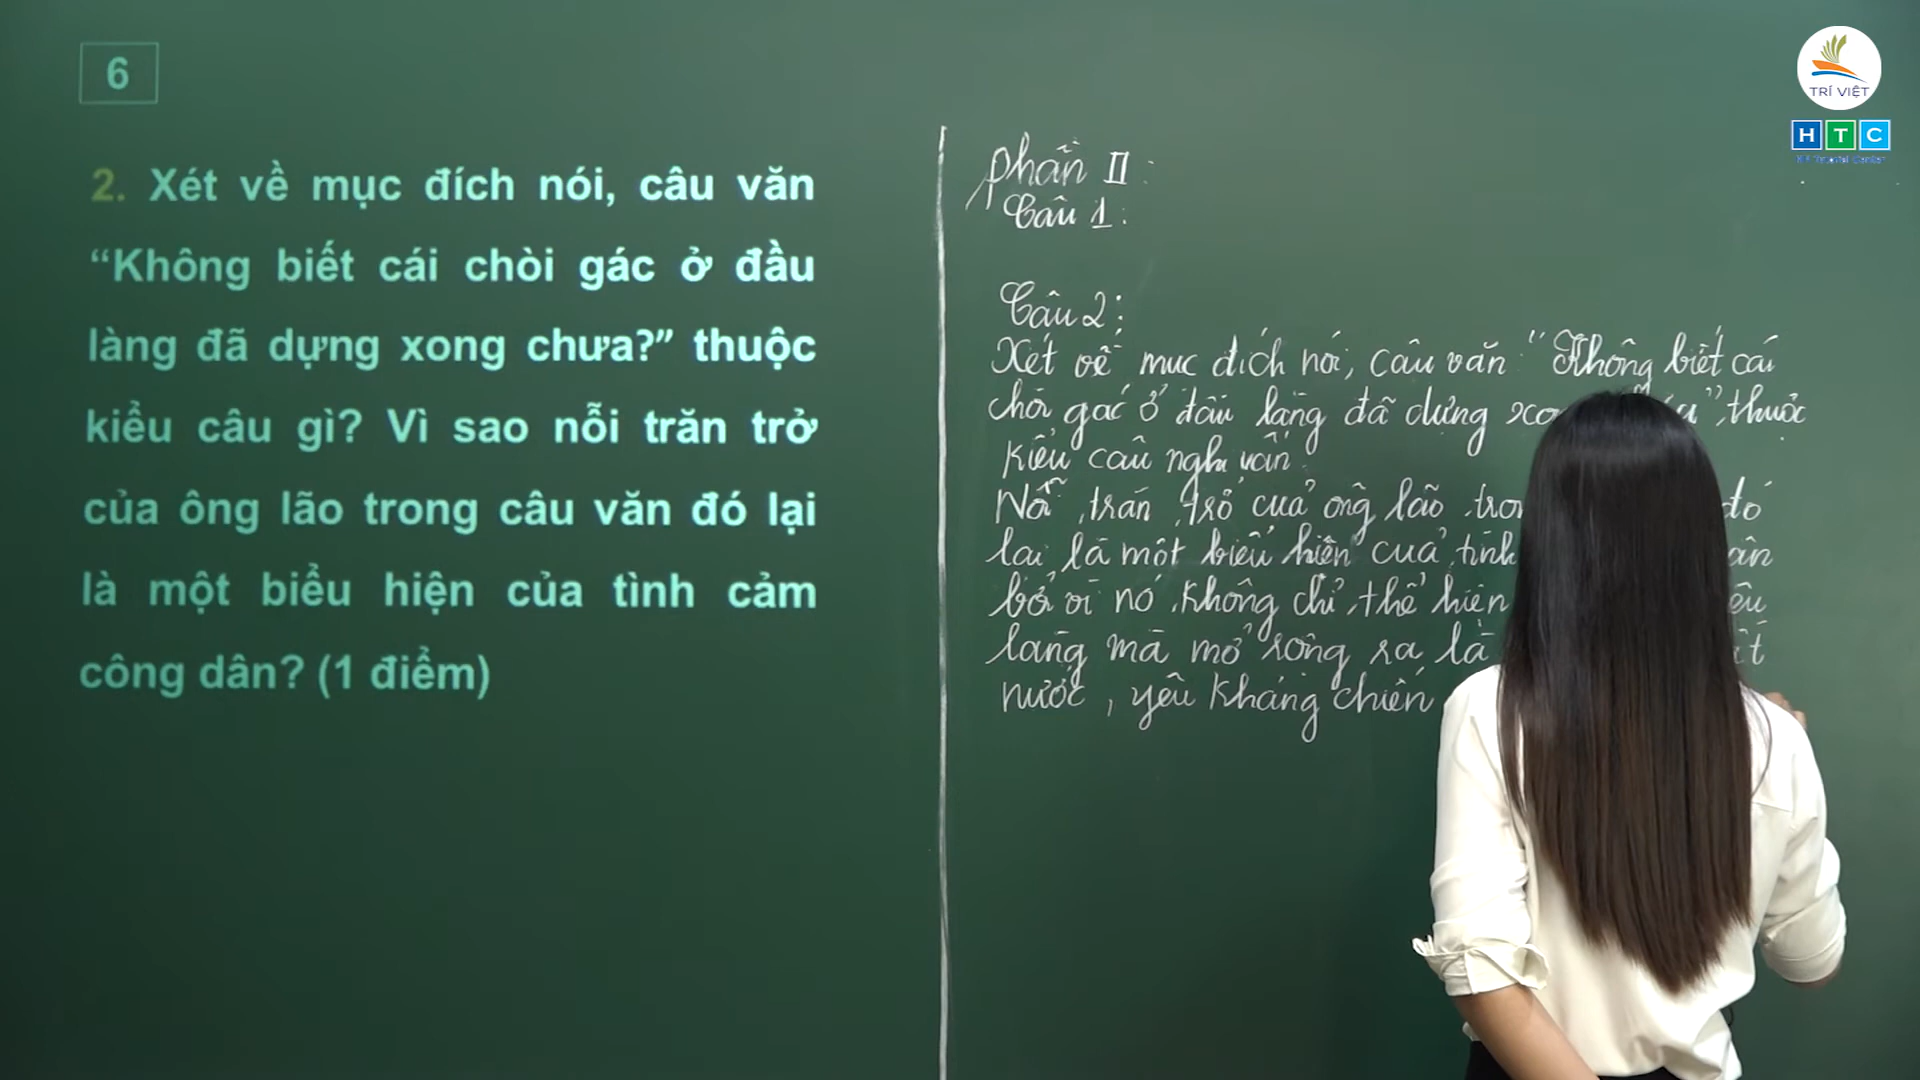 6
2. Xét về mục đích nói, câu văn
“Không biết cái chòi gác ở đầu
làng đã dựng xong chưa?” thuộc
kiểu câu gì? Vì sao nỗi trăn trở
của ông lão trong câu văn đó lại
là một biểu hiện của tình cảm
công dân? (1 điểm)
Phần II:
Câu 1:
Câu 2:
Xét về mục đích nói, câu văn "Không biết cái
chòi gác ở đầu làng đã dựng", thuộc
kiểu câu nghi vấn.
Nỗi trăn trở của ông lão đó
lại là một biểu hiện của tình
bởi vì nó không chỉ thể hiện
làng mà mở rộng ra là
nước, yêu kháng chiến
TRÍ VIỆT
HTC